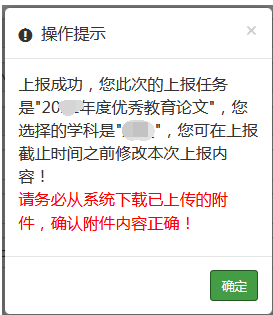 操作提示
×
上报成功，您此次的上报任务
是"20 年度优秀教育论文"，您
选择的学科是" "，您可在上报
截止时间之前修改本次上报内
容！
请务必从系统下载已上传的附
件，确认附件内容正确！
确定